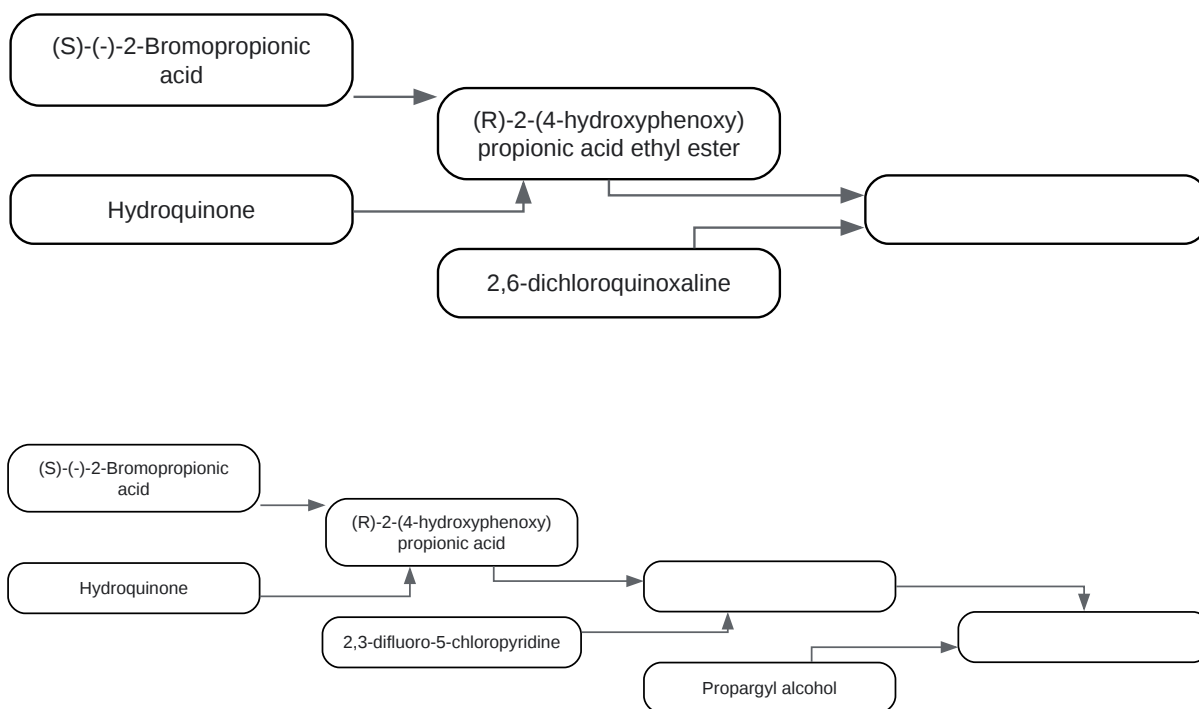 (S)-(-)-2-Bromopropionic
acid
(R)-2-(4-hydroxyphenoxy)
propionic acid ethyl ester
Hydroquinone
2,6-dichloroquinoxaline
(S)-(-)-2-Bromopropionic
acid
(R)-2-(4-hydroxyphenoxy)
propionic acid
Hydroquinone
2,3-difluoro-5-chloropyridine
Propargyl alcohol